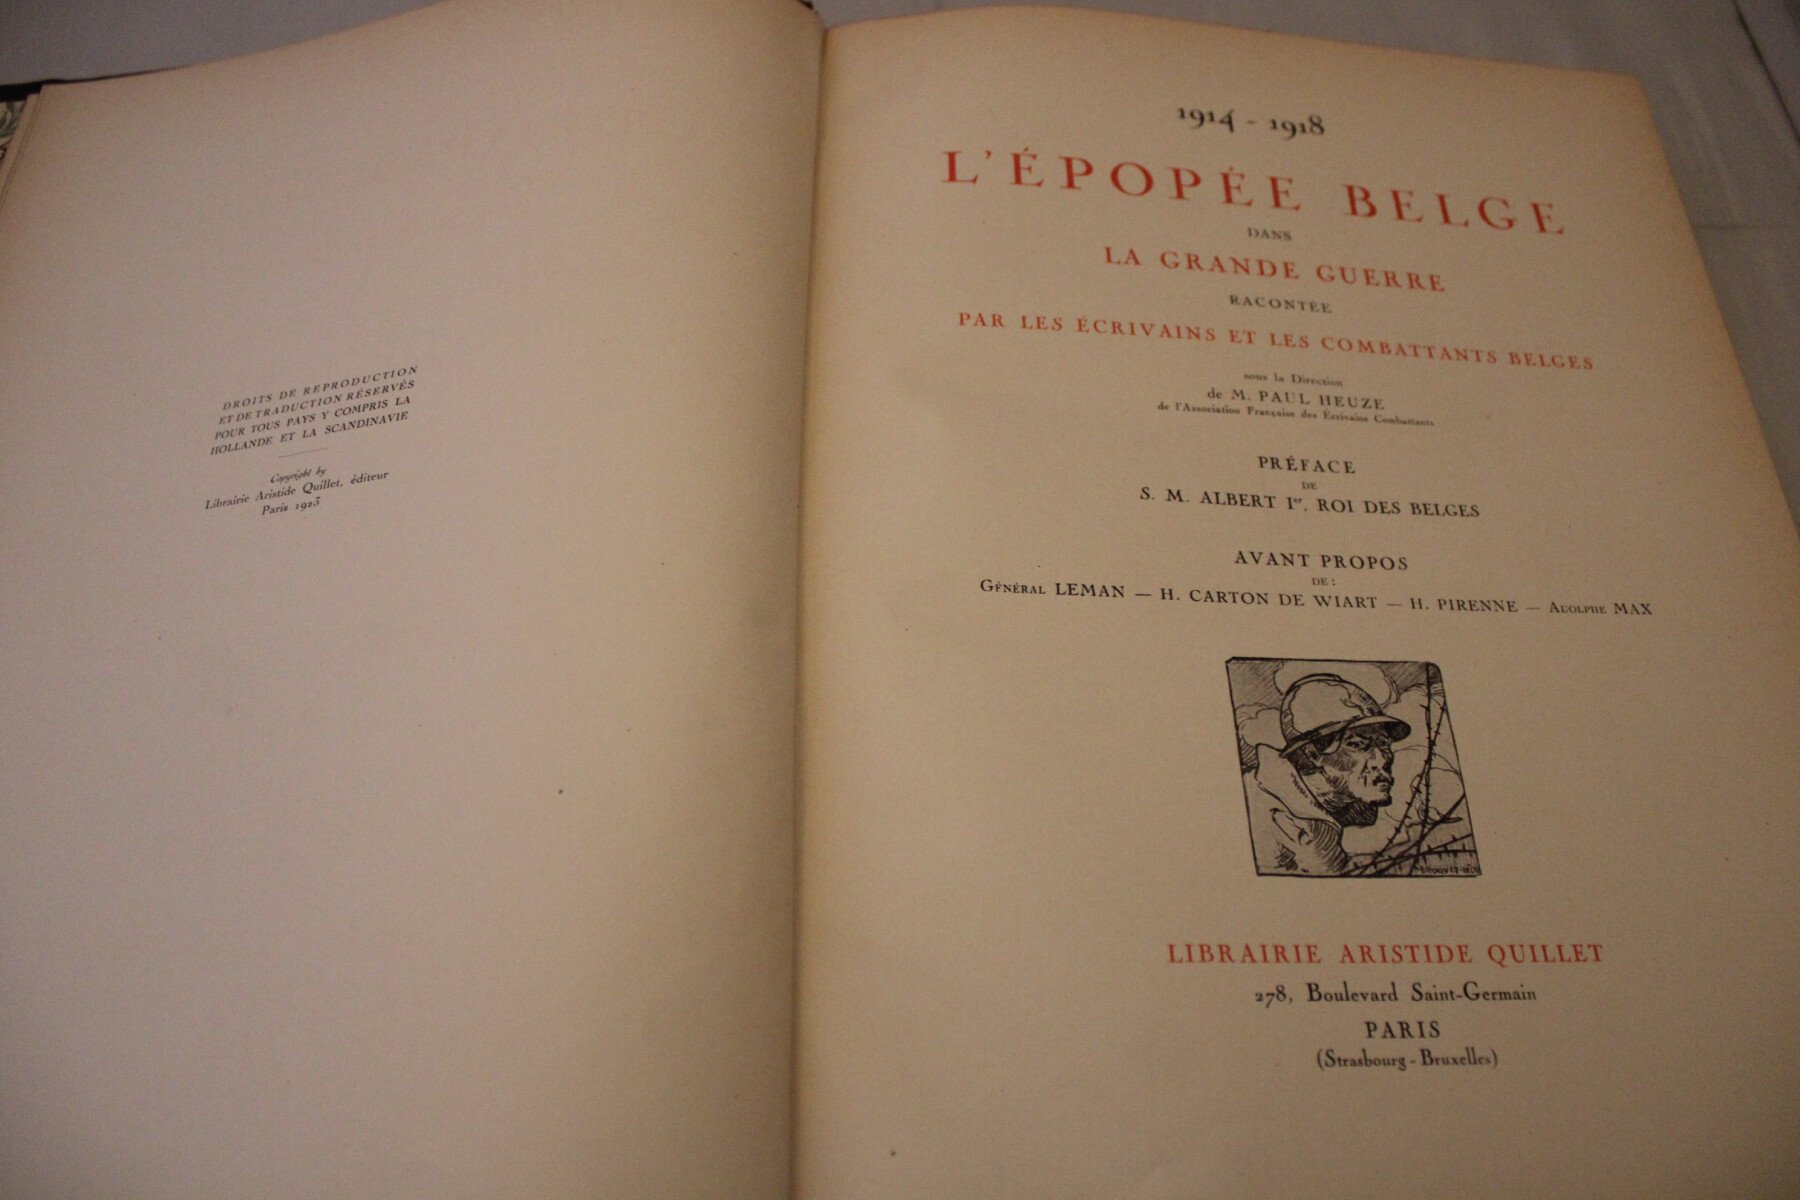 DROITS DE REPRODUCTION
ET DE TRADUCTION RÉSERVÉS
POUR TOUS PAYS Y COMPRIS LA
HOLLANDE ET LA SCANDINAVIE
Copyright by
Librairie Aristide Quillet, éditeur
Paris 1923
1914 - 1918
L'ÉPOPÉE BELGE
DANS
LA GRANDE GUERRE
RACONTÉE
PAR LES ÉCRIVAINS ET LES COMBATTANTS BELGES
sous la Direction
de M. PAUL HEUZE
de l'Association Française des Écrivains Combattants
PRÉFACE
DE
S. M. ALBERT Ier, ROI DES BELGES
AVANT PROPOS
DE :
GÉNÉRAL LEMAN — H. CARTON DE WIART — H. PIRENNE — ADOLPHE MAX
LIBRAIRIE ARISTIDE QUILLET
278, Boulevard Saint-Germain
PARIS
(Strasbourg - Bruxelles)